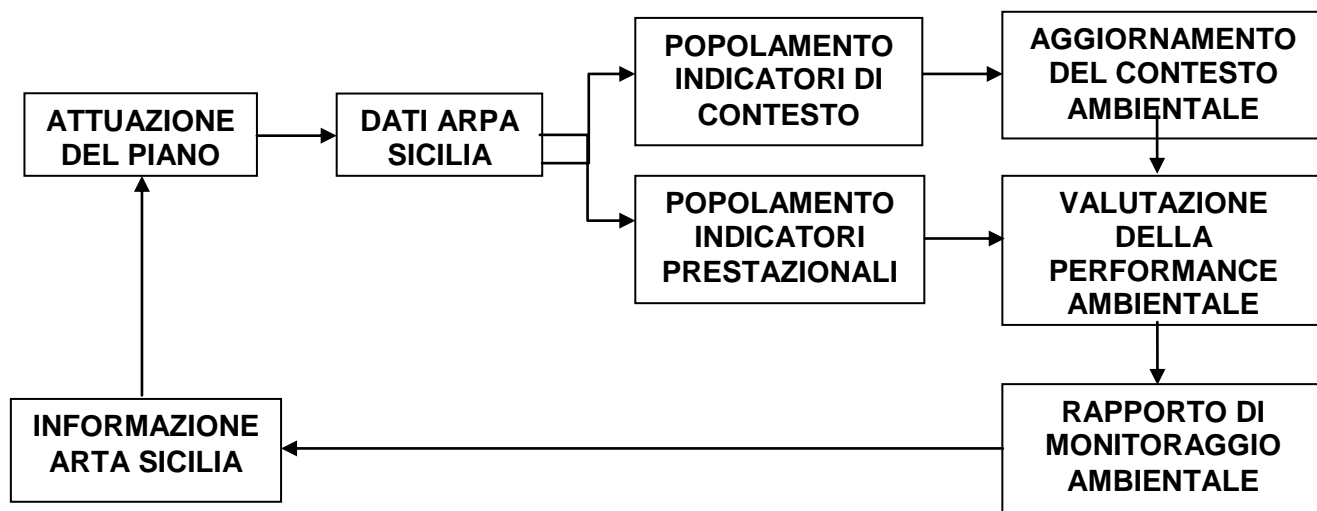 ATTUAZIONE
DEL PIANO
DATI ARPA
SICILIA
POPOLAMENTO
INDICATORI DI
CONTESTO
AGGIORNAMENTO
DEL CONTESTO
AMBIENTALE
POPOLAMENTO
INDICATORI
PRESTAZIONALI
VALUTAZIONE
DELLA
PERFORMANCE
AMBIENTALE
RAPPORTO DI
MONITORAGGIO
AMBIENTALE
INFORMAZIONE
ARTA SICILIA